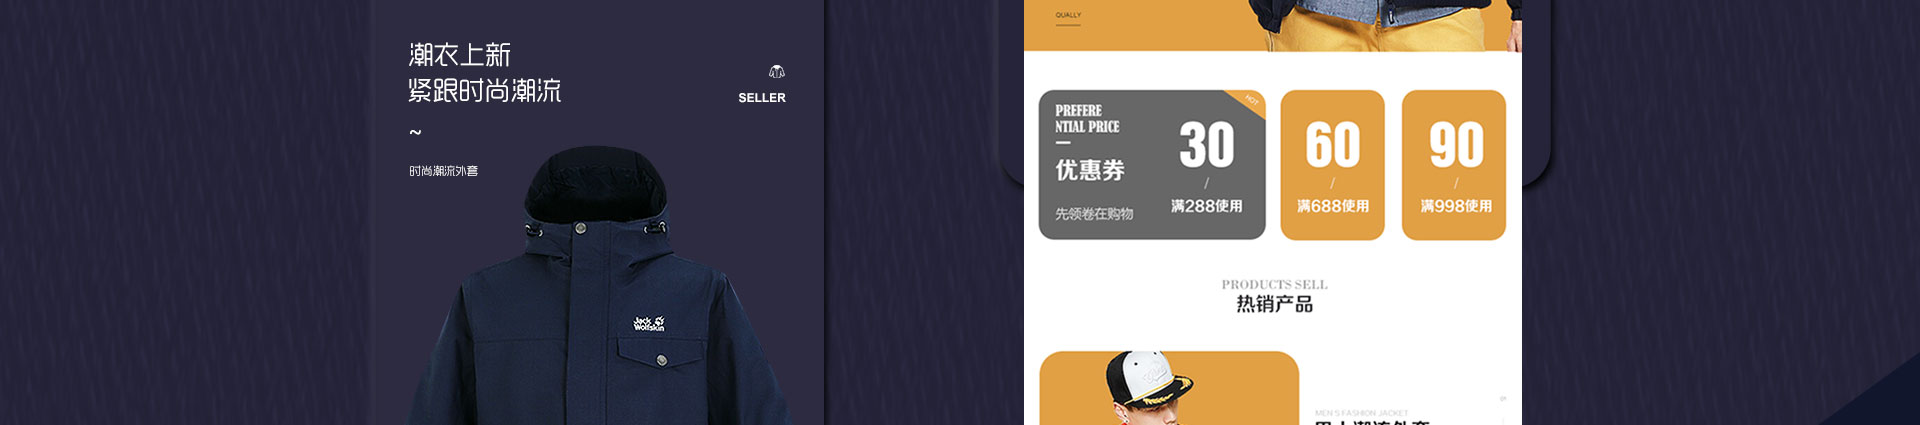 潮衣上新
紧跟时尚潮流
~
时尚潮流外套
SELLER
Jack
Wolfskin
QUALLY
PREFERE
NTIAL PRICE
优惠券
先领卷在购物
HOT
30
/
满288使用
60
/
满688使用
90
/
满998使用
PRODUCTS SELL
热销产品
MEN'S FASHION JACKET